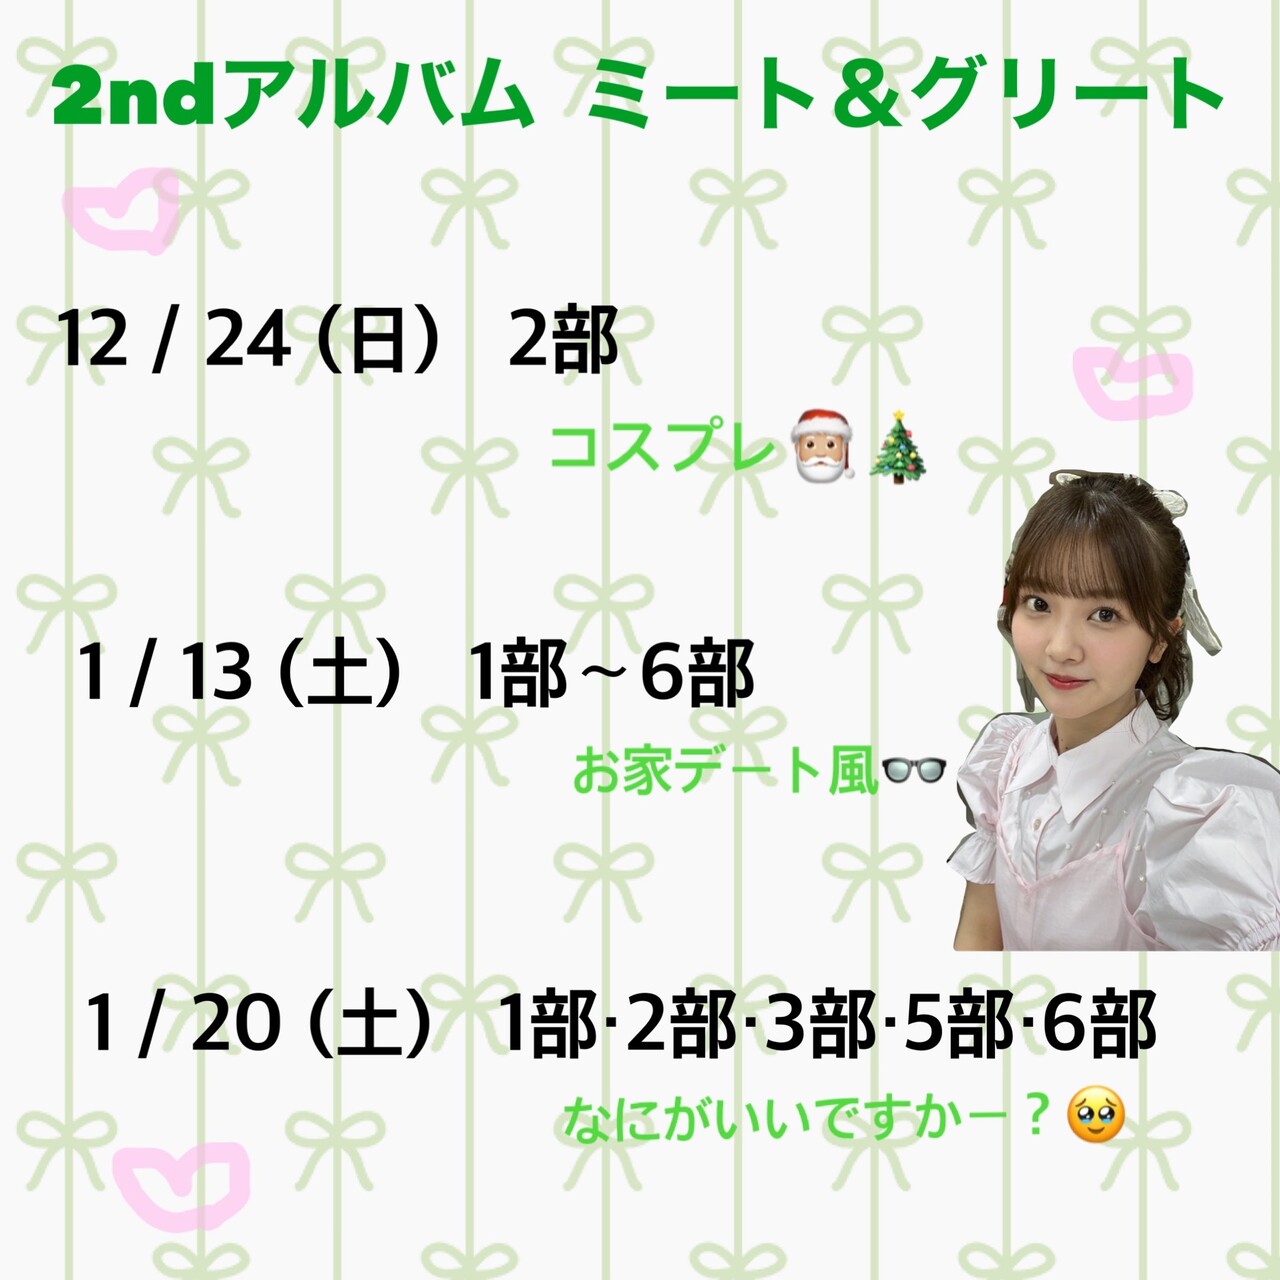 2ndアルバム ミート&グリート
12 / 24 (日) 2部
コスプレ🎅🏼🎄
1 / 13 (土) 1部~6部
お家デート風🕶️
1 / 20 (土) 1部·2部·3部·5部·6部
なにがいいですかー？🥹